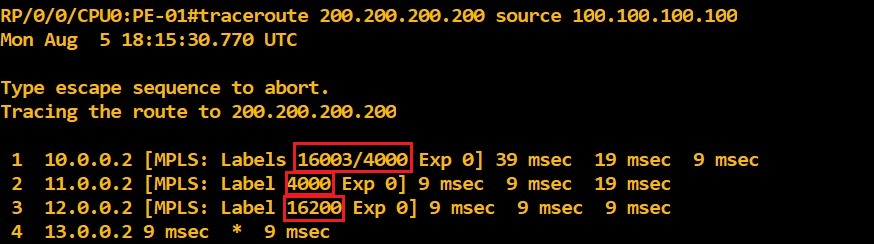 RP/0/0/CPU0:PE-01#traceroute 200.200.200.200 source 100.100.100.100
Mon Aug  5 18:15:30.770 UTC
Type escape sequence to abort.
Tracing the route to 200.200.200.200
1  10.0.0.2 [MPLS: Labels 16003/4000 Exp 0] 39 msec  19 msec  9 msec
2  11.0.0.2 [MPLS: Label 4000 Exp 0] 9 msec  9 msec  19 msec
3  12.0.0.2 [MPLS: Label 16200 Exp 0] 9 msec  9 msec  9 msec
4  13.0.0.2 9 msec  *  9 msec